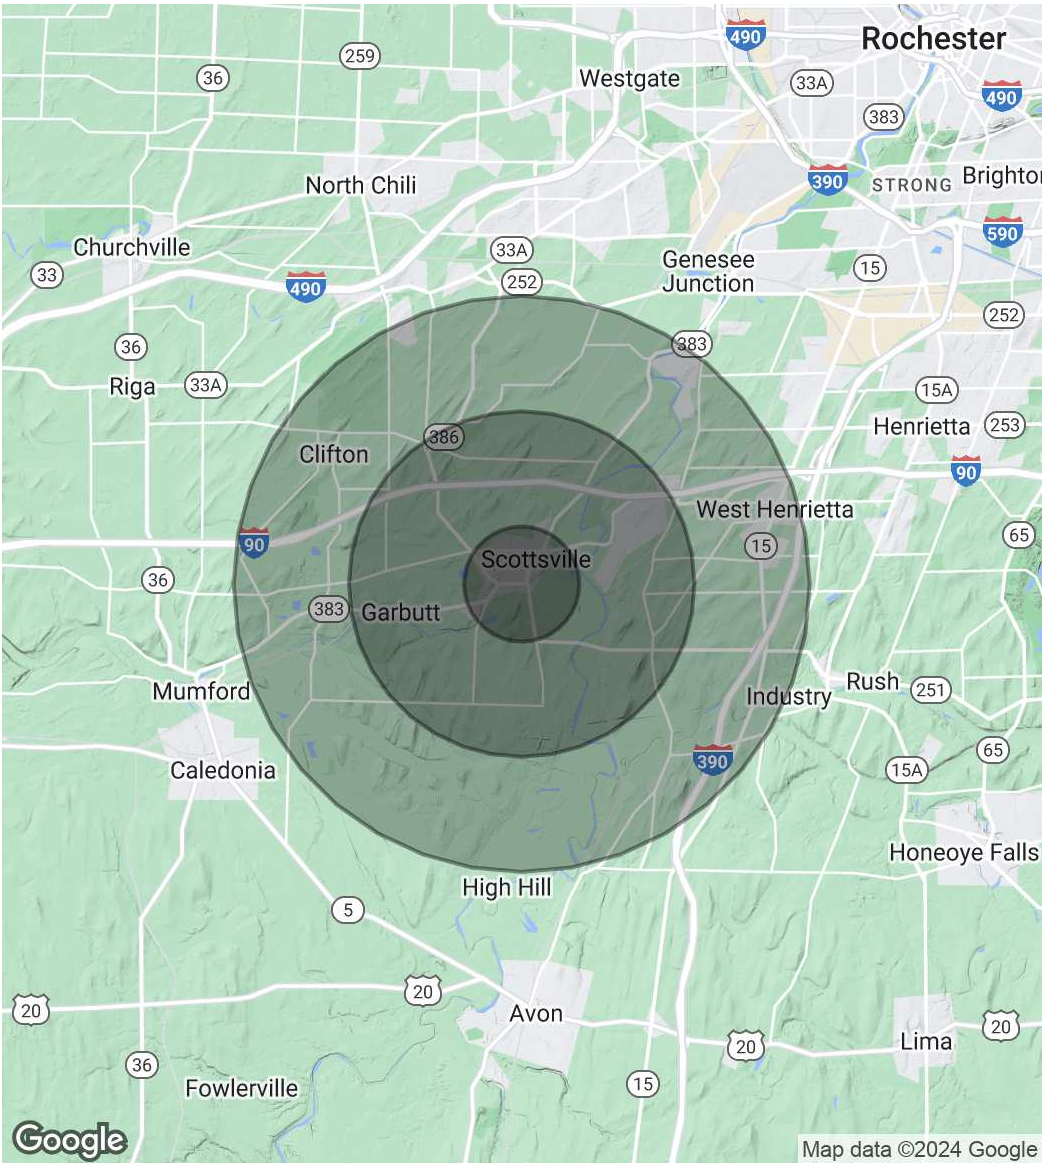 490
Rochester
259
36
Westgate
33A
490
383
390
STRONG
Brighto
North Chili
590
Churchville
33A
Genesee
Junction
15
33
490
252
252
383
36
Riga
33A
15A
386
Henrietta
253
Clifton
90
West Henrietta
65
90
15
Scottsville
36
383
Garbutt
Mumford
Industry
Rush
251
390
65
Caledonia
15A
Honeoye Falls
High Hill
5
20
20
Avon
20
Lima
20
36
Fowlerville
15
Google
Map data ©2024 Google